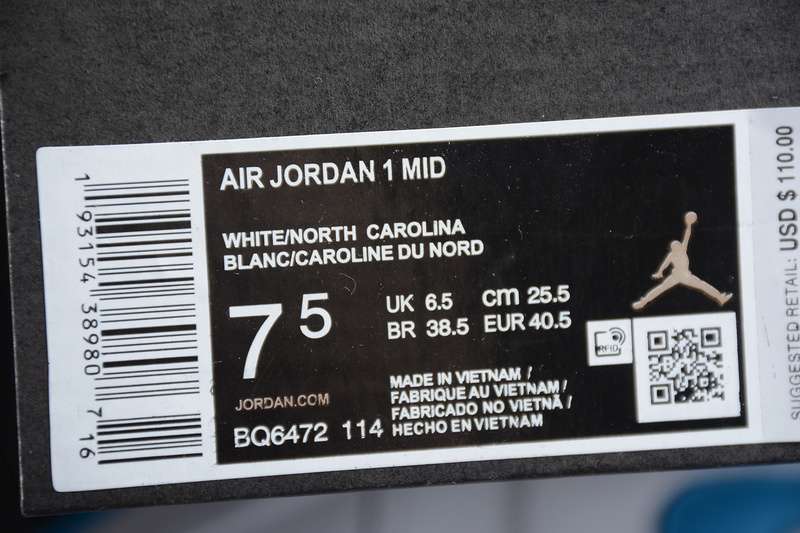 AIR JORDAN 1 MID
WHITE/NORTH CAROLINA
BLANC/CAROLINE DU NORD
7 5
UK 6.5 cm 25.5
BR 38.5 EUR 40.5
JORDAN.COM
BQ6472 114
MADE IN VIETNAM /
FABRIQUE AU VIETNAM /
FABRICADO NO VIETNÃ /
HECHO EN VIETNAM
RFID
1 93154 38980 7 16
SUGGESTED RETAIL: USD $ 110.00